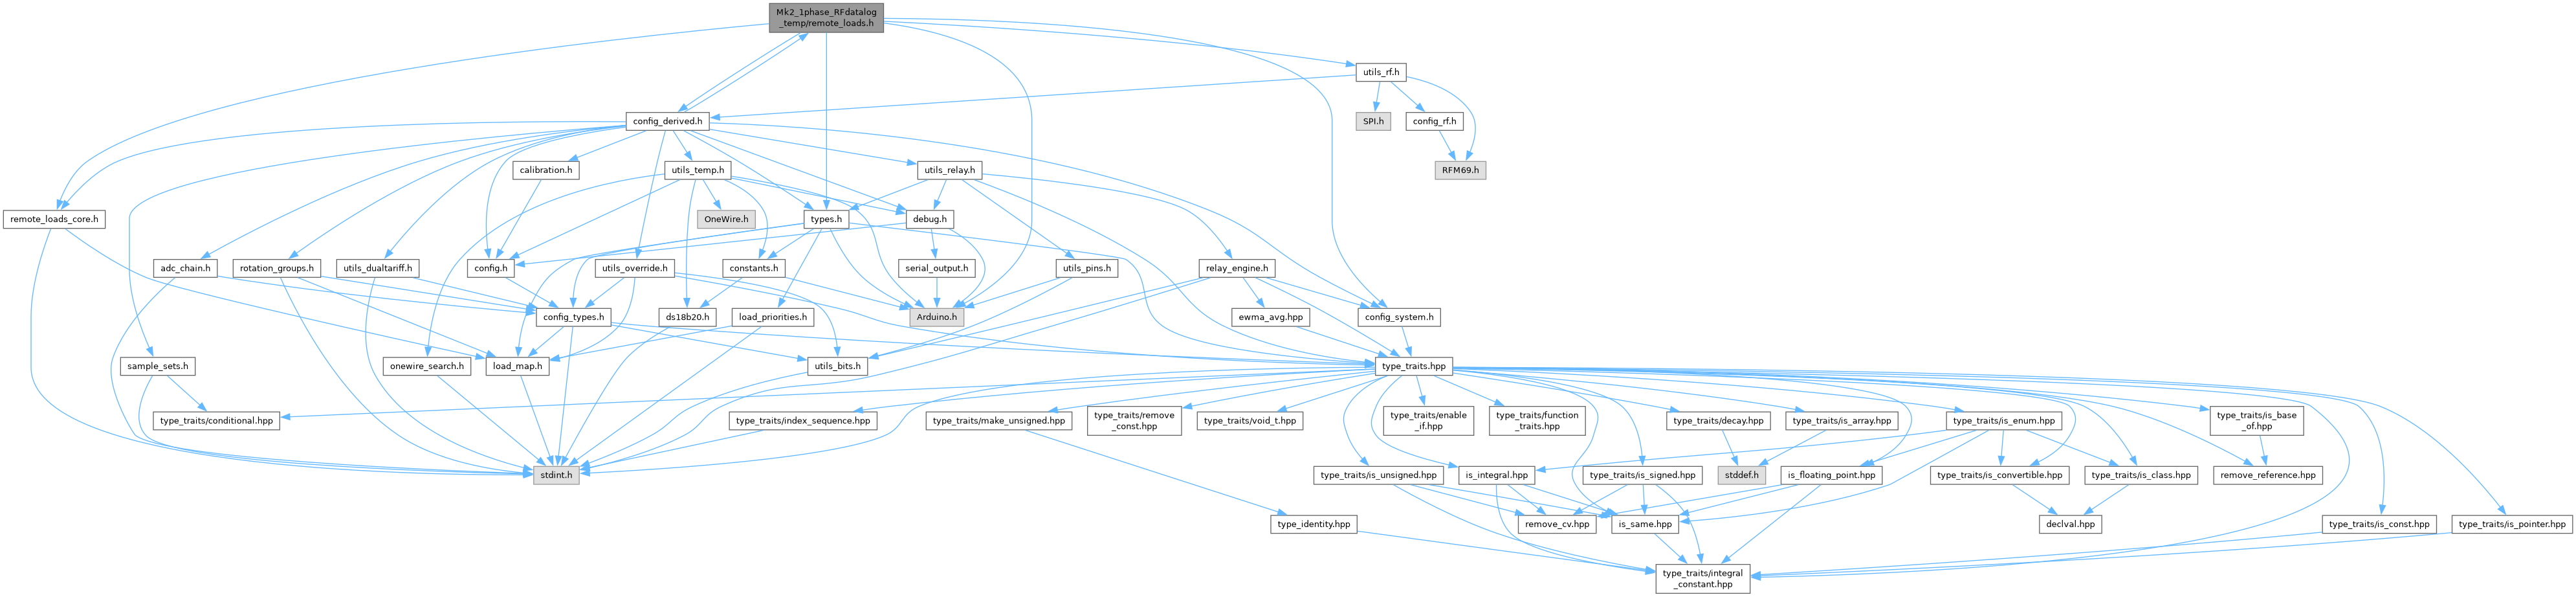 Mk2_1phase_RFdatalog
_temp/remote_loads.h
utils_rf.h
config_derived.h
SPI.h
config_rf.h
calibration.h
utils_temp.h
utils_relay.h
RFM69.h
remote_loads_core.h
OneWire.h
types.h
debug.h
adc_chain.h
rotation_groups.h
utils_dualtariff.h
config.h
utils_override.h
constants.h
serial_output.h
utils_pins.h
relay_engine.h
config_types.h
ds18b20.h
load_priorities.h
Arduino.h
ewma_avg.hpp
config_system.h
sample_sets.h
onewire_search.h
load_map.h
utils_bits.h
type_traits.hpp
type_traits/conditional.hpp
type_traits/index_sequence.hpp
type_traits/make_unsigned.hpp
type_traits/remove
_const.hpp
type_traits/void_t.hpp
type_traits/enable
_if.hpp
type_traits/function
_traits.hpp
type_traits/decay.hpp
type_traits/is_array.hpp
type_traits/is_enum.hpp
type_traits/is_base
_of.hpp
stdint.h
type_traits/is_unsigned.hpp
is_integral.hpp
type_traits/is_signed.hpp
stddef.h
is_floating_point.hpp
type_traits/is_convertible.hpp
type_traits/is_class.hpp
remove_reference.hpp
type_identity.hpp
remove_cv.hpp
is_same.hpp
declval.hpp
type_traits/is_const.hpp
type_traits/is_pointer.hpp
type_traits/integral
_constant.hpp